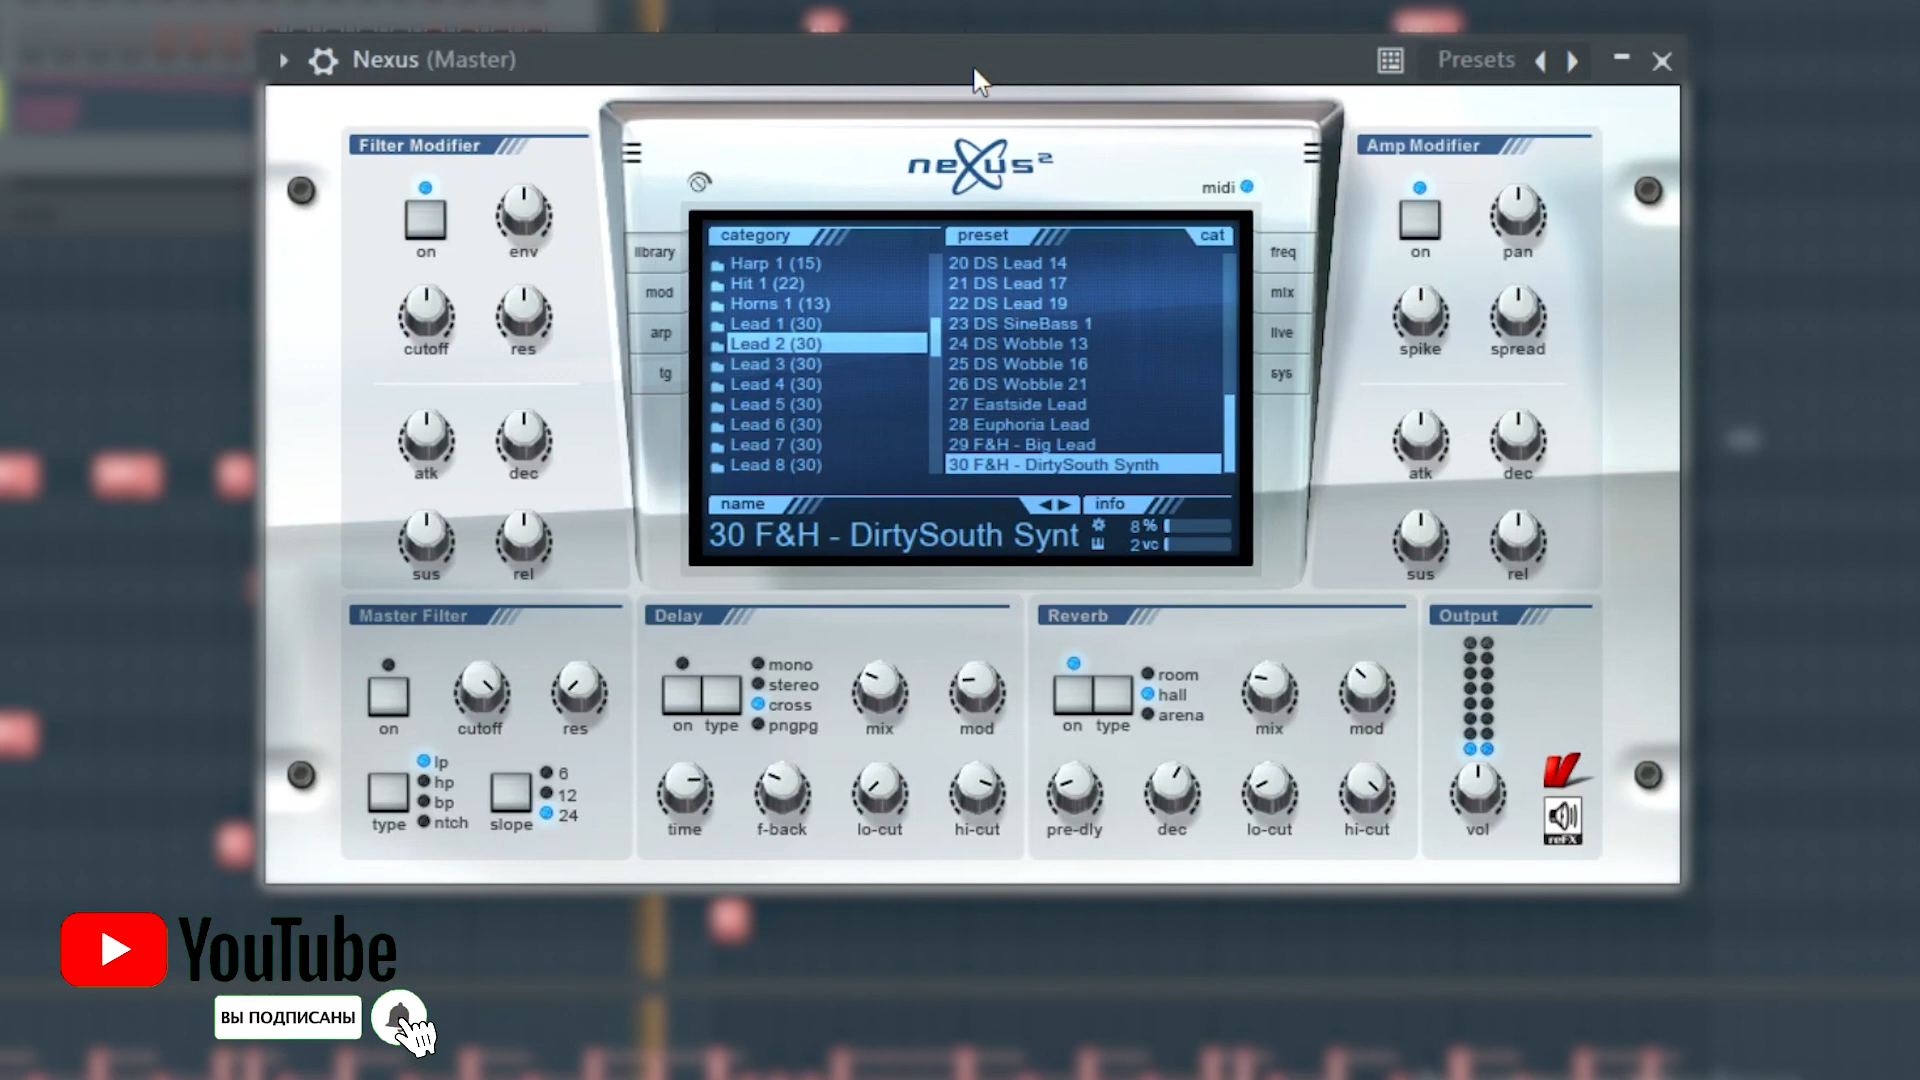 Nexus (Master)
Presets
Filter Modifier
on
env
cutoff
res
atk
dec
sus
rel
nexus²
midi
library
mod
arp
tg
freq
mix
live
sys
category
Harp 1 (15)
Hit 1 (22)
Horns 1 (13)
Lead 1 (30)
Lead 2 (30)
Lead 3 (30)
Lead 4 (30)
Lead 5 (30)
Lead 6 (30)
Lead 7 (30)
Lead 8 (30)
preset
cat
20 DS Lead 14
21 DS Lead 17
22 DS Lead 19
23 DS SineBass 1
24 DS Wobble 13
25 DS Wobble 16
26 DS Wobble 21
27 Eastside Lead
28 Euphoria Lead
29 F&H - Big Lead
30 F&H - DirtySouth Synth
name
info
30 F&H - DirtySouth Synt
8 %
2 vc
Amp Modifier
on
pan
spike
spread
atk
dec
sus
rel
Master Filter
on
cutoff
res
type
lp
hp
bp
ntch
slope
6
12
24
Delay
on
type
mono
stereo
cross
pngpg
mix
mod
time
f-back
lo-cut
hi-cut
Reverb
on
type
room
hall
arena
mix
mod
pre-dly
dec
lo-cut
hi-cut
Output
vol
reFX
YouTube
ВЫ ПОДПИСАНЫ